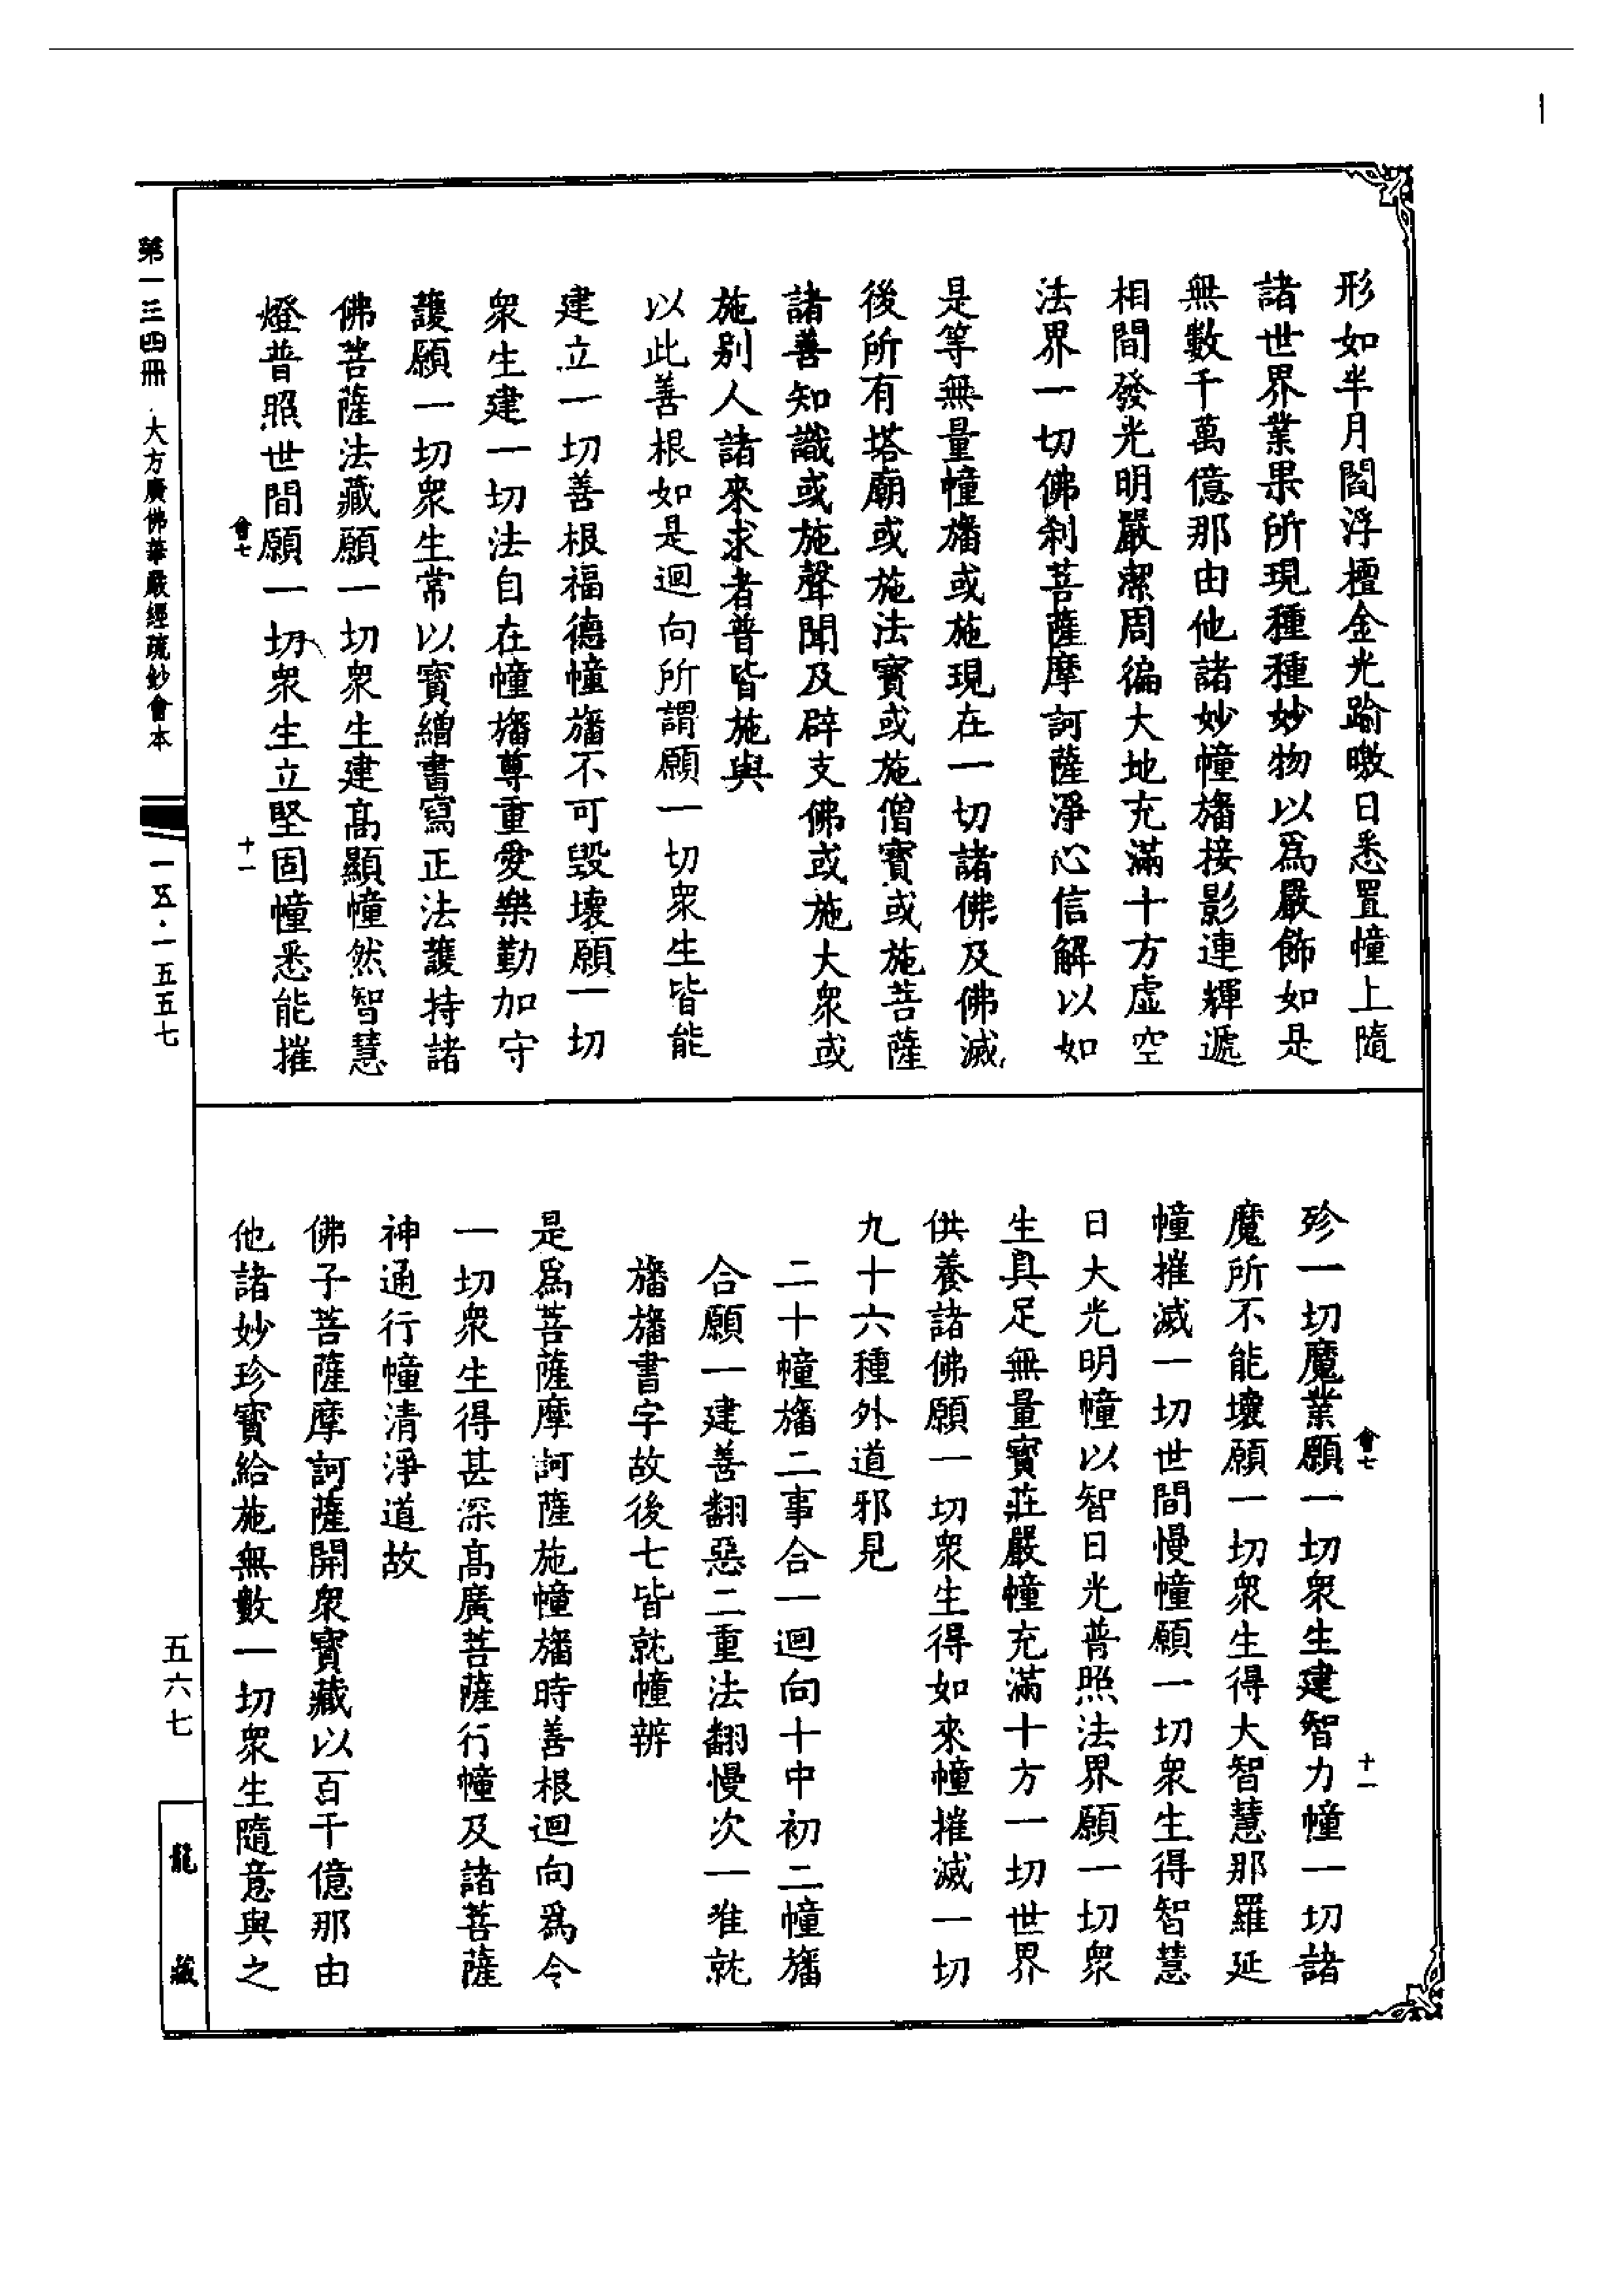 形如半月閻浮檀金光踰曒日悉置幢上隨
諸世界業果所現種種妙物以爲嚴飾如是
無數千萬億那由他諸妙幢旛接影連輝遞
相間發光明嚴潔周徧大地充滿十方虛空
法界一切佛刹菩薩摩訶薩淨心信解以如
是等無量幢旛或施現在一切諸佛及佛滅
後所有塔廟或施法寶或施僧寶或施菩薩
諸善知識或施聲聞及辟支佛或施大衆或
施別人諸來求者普皆施與
以此善根如是迴向所謂願一切衆生皆能
建立一切善根福德幢旛不可毀壞願一切
衆生建一切法自在幢旛尊重愛樂勤加守
護願一切衆生常以寶繒書寫正法護持諸
佛菩薩法藏願一切衆生建高顯幢然智慧
燈普照世間願一切衆生立堅固幢悉能摧
會七
十一
會七
十一
殄一切魔業願一切衆生建智力幢一切諸
魔所不能壞願一切衆生得大智慧那羅延
幢摧滅一切世間慢幢願一切衆生得智慧
日大光明幢以智日光普照法界願一切衆
生具足無量寶莊嚴幢充滿十方一切世界
供養諸佛願一切衆生得如來幢摧滅一切
九十六種外道邪見
二十幢旛二事合一迴向十中初二幢旛
合願一建善翻惡二重法翻慢次一唯就
旛旛書字故後七皆就幢辨
是爲菩薩摩訶薩施幢旛時善根迴向爲令
一切衆生得甚深高廣菩薩行幢及諸菩薩
神通行幢清淨道故
佛子菩薩摩訶薩開衆寶藏以百千億那由
他諸妙珍寶給施無數一切衆生隨意與之
第一三四冊 大方廣佛華嚴經疏鈔會本
一五·一五五七
五六七
龍藏